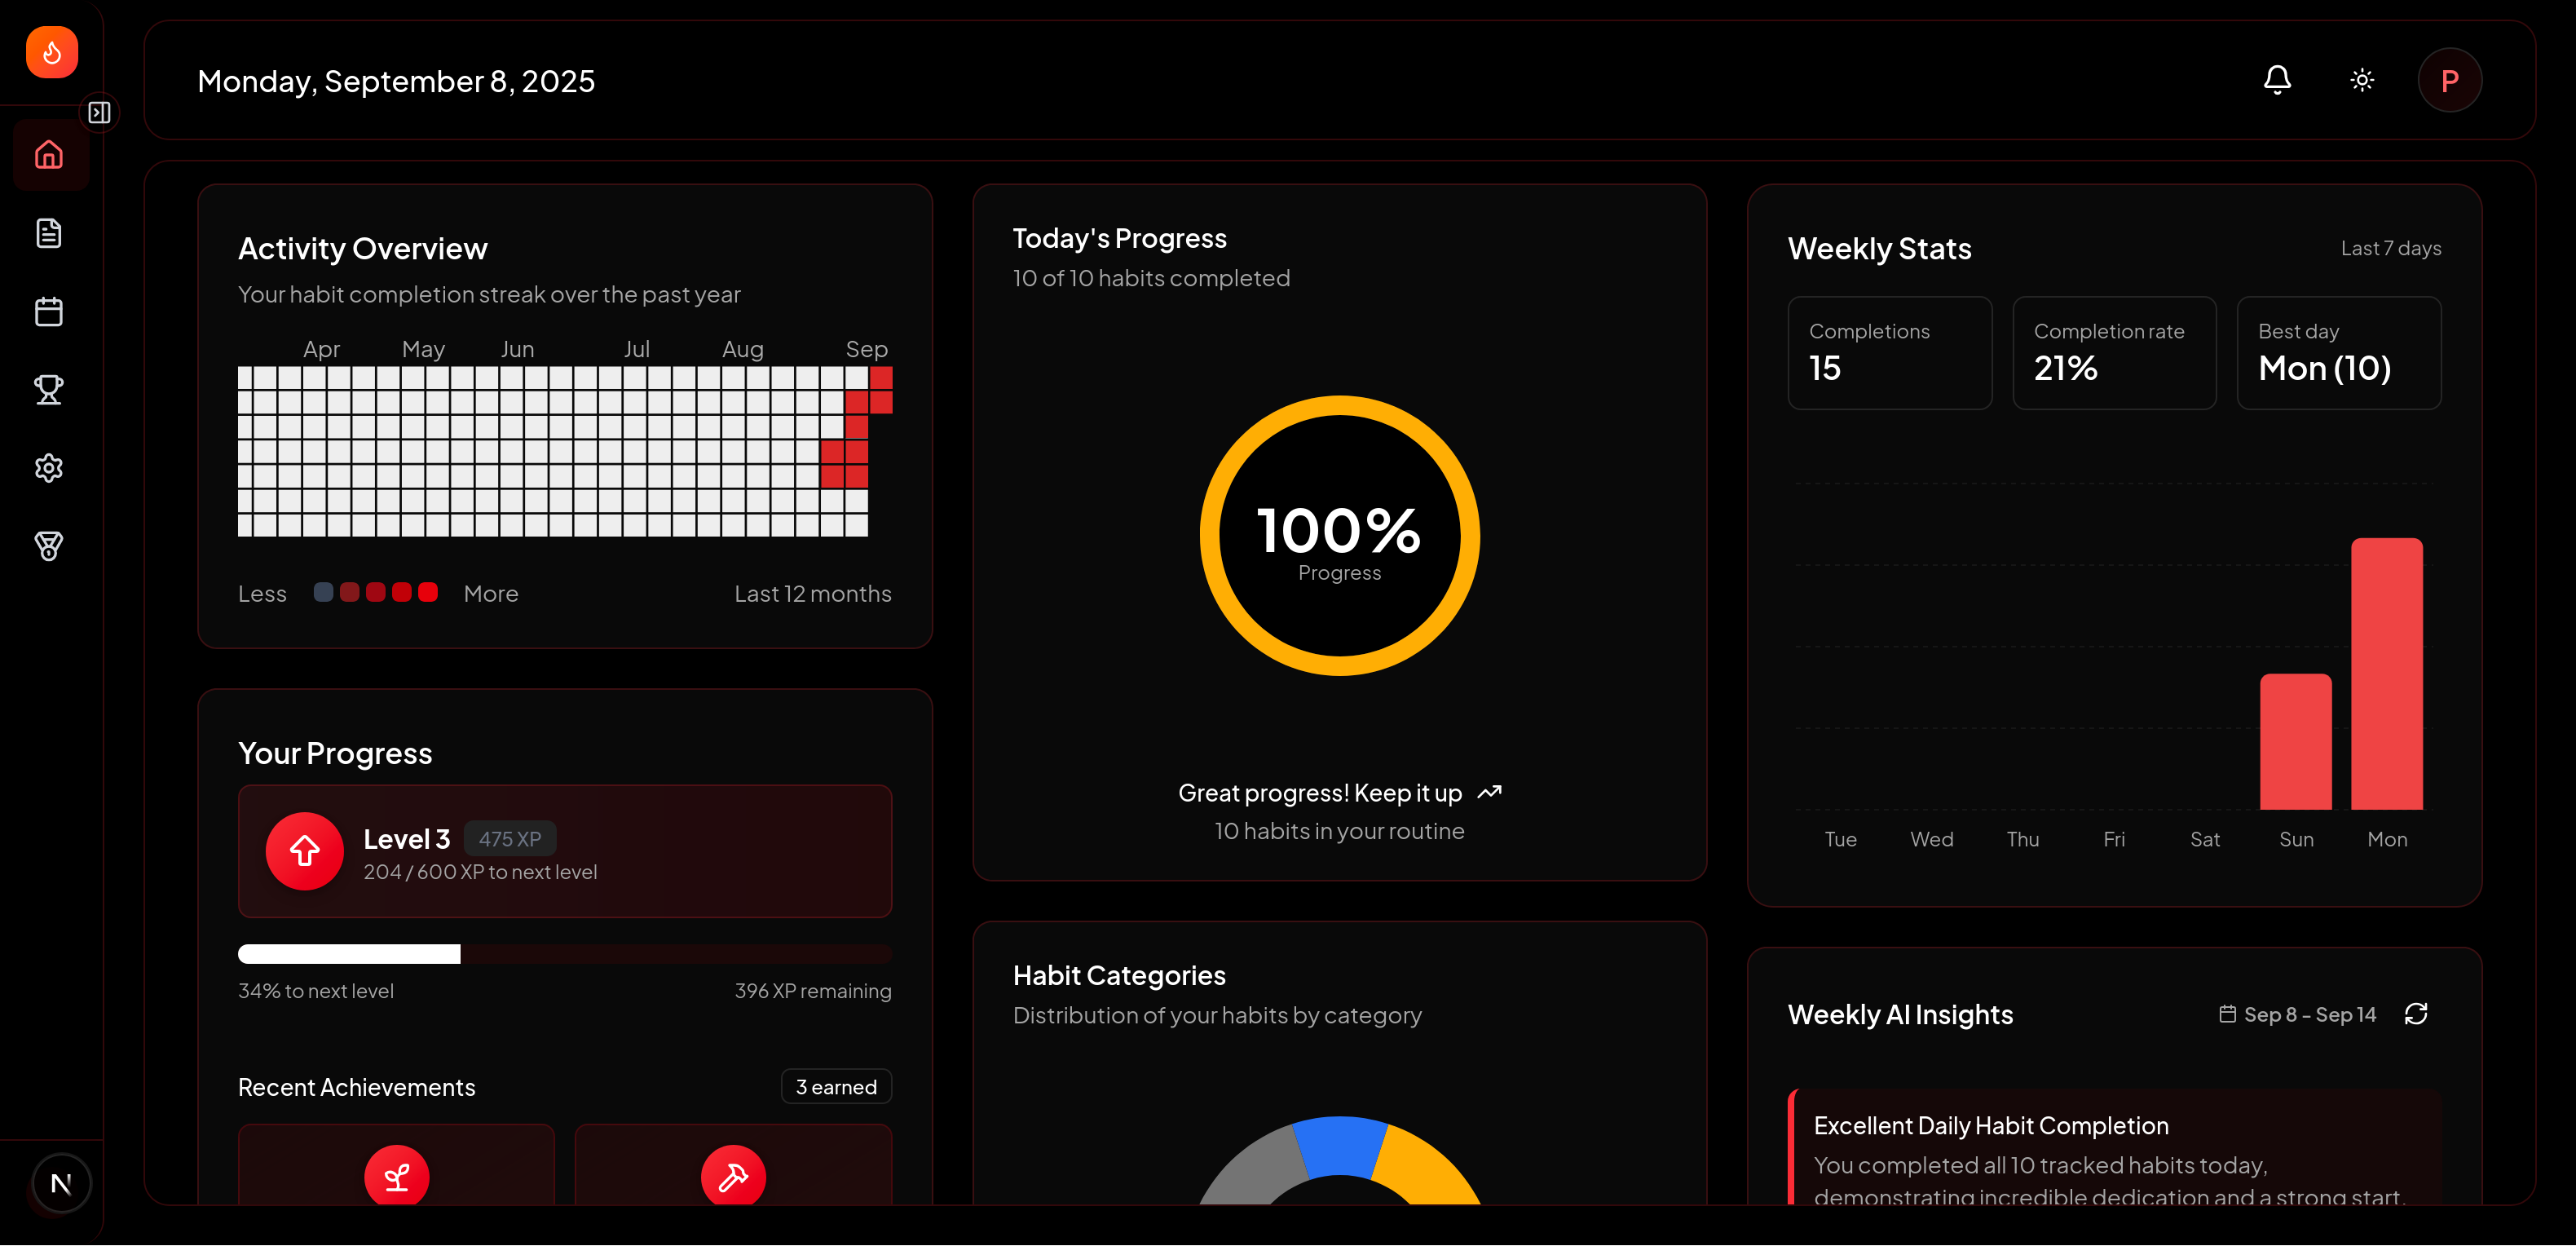 Monday, September 8, 2025
P
Activity Overview
Your habit completion streak over the past year
Apr May Jun Jul Aug Sep
Less More Last 12 months
Your Progress
Level 3 475 XP
204 / 600 XP to next level
34% to next level 396 XP remaining
Recent Achievements 3 earned
Today's Progress
10 of 10 habits completed
100%
Progress
Great progress! Keep it up
10 habits in your routine
Habit Categories
Distribution of your habits by category
Weekly Stats Last 7 days
Completions Completion rate Best day
15 21% Mon (10)
Tue Wed Thu Fri Sat Sun Mon
Weekly AI Insights Sep 8 - Sep 14
Excellent Daily Habit Completion
You completed all 10 tracked habits today,
demonstrating incredible dedication and a strong start.
N